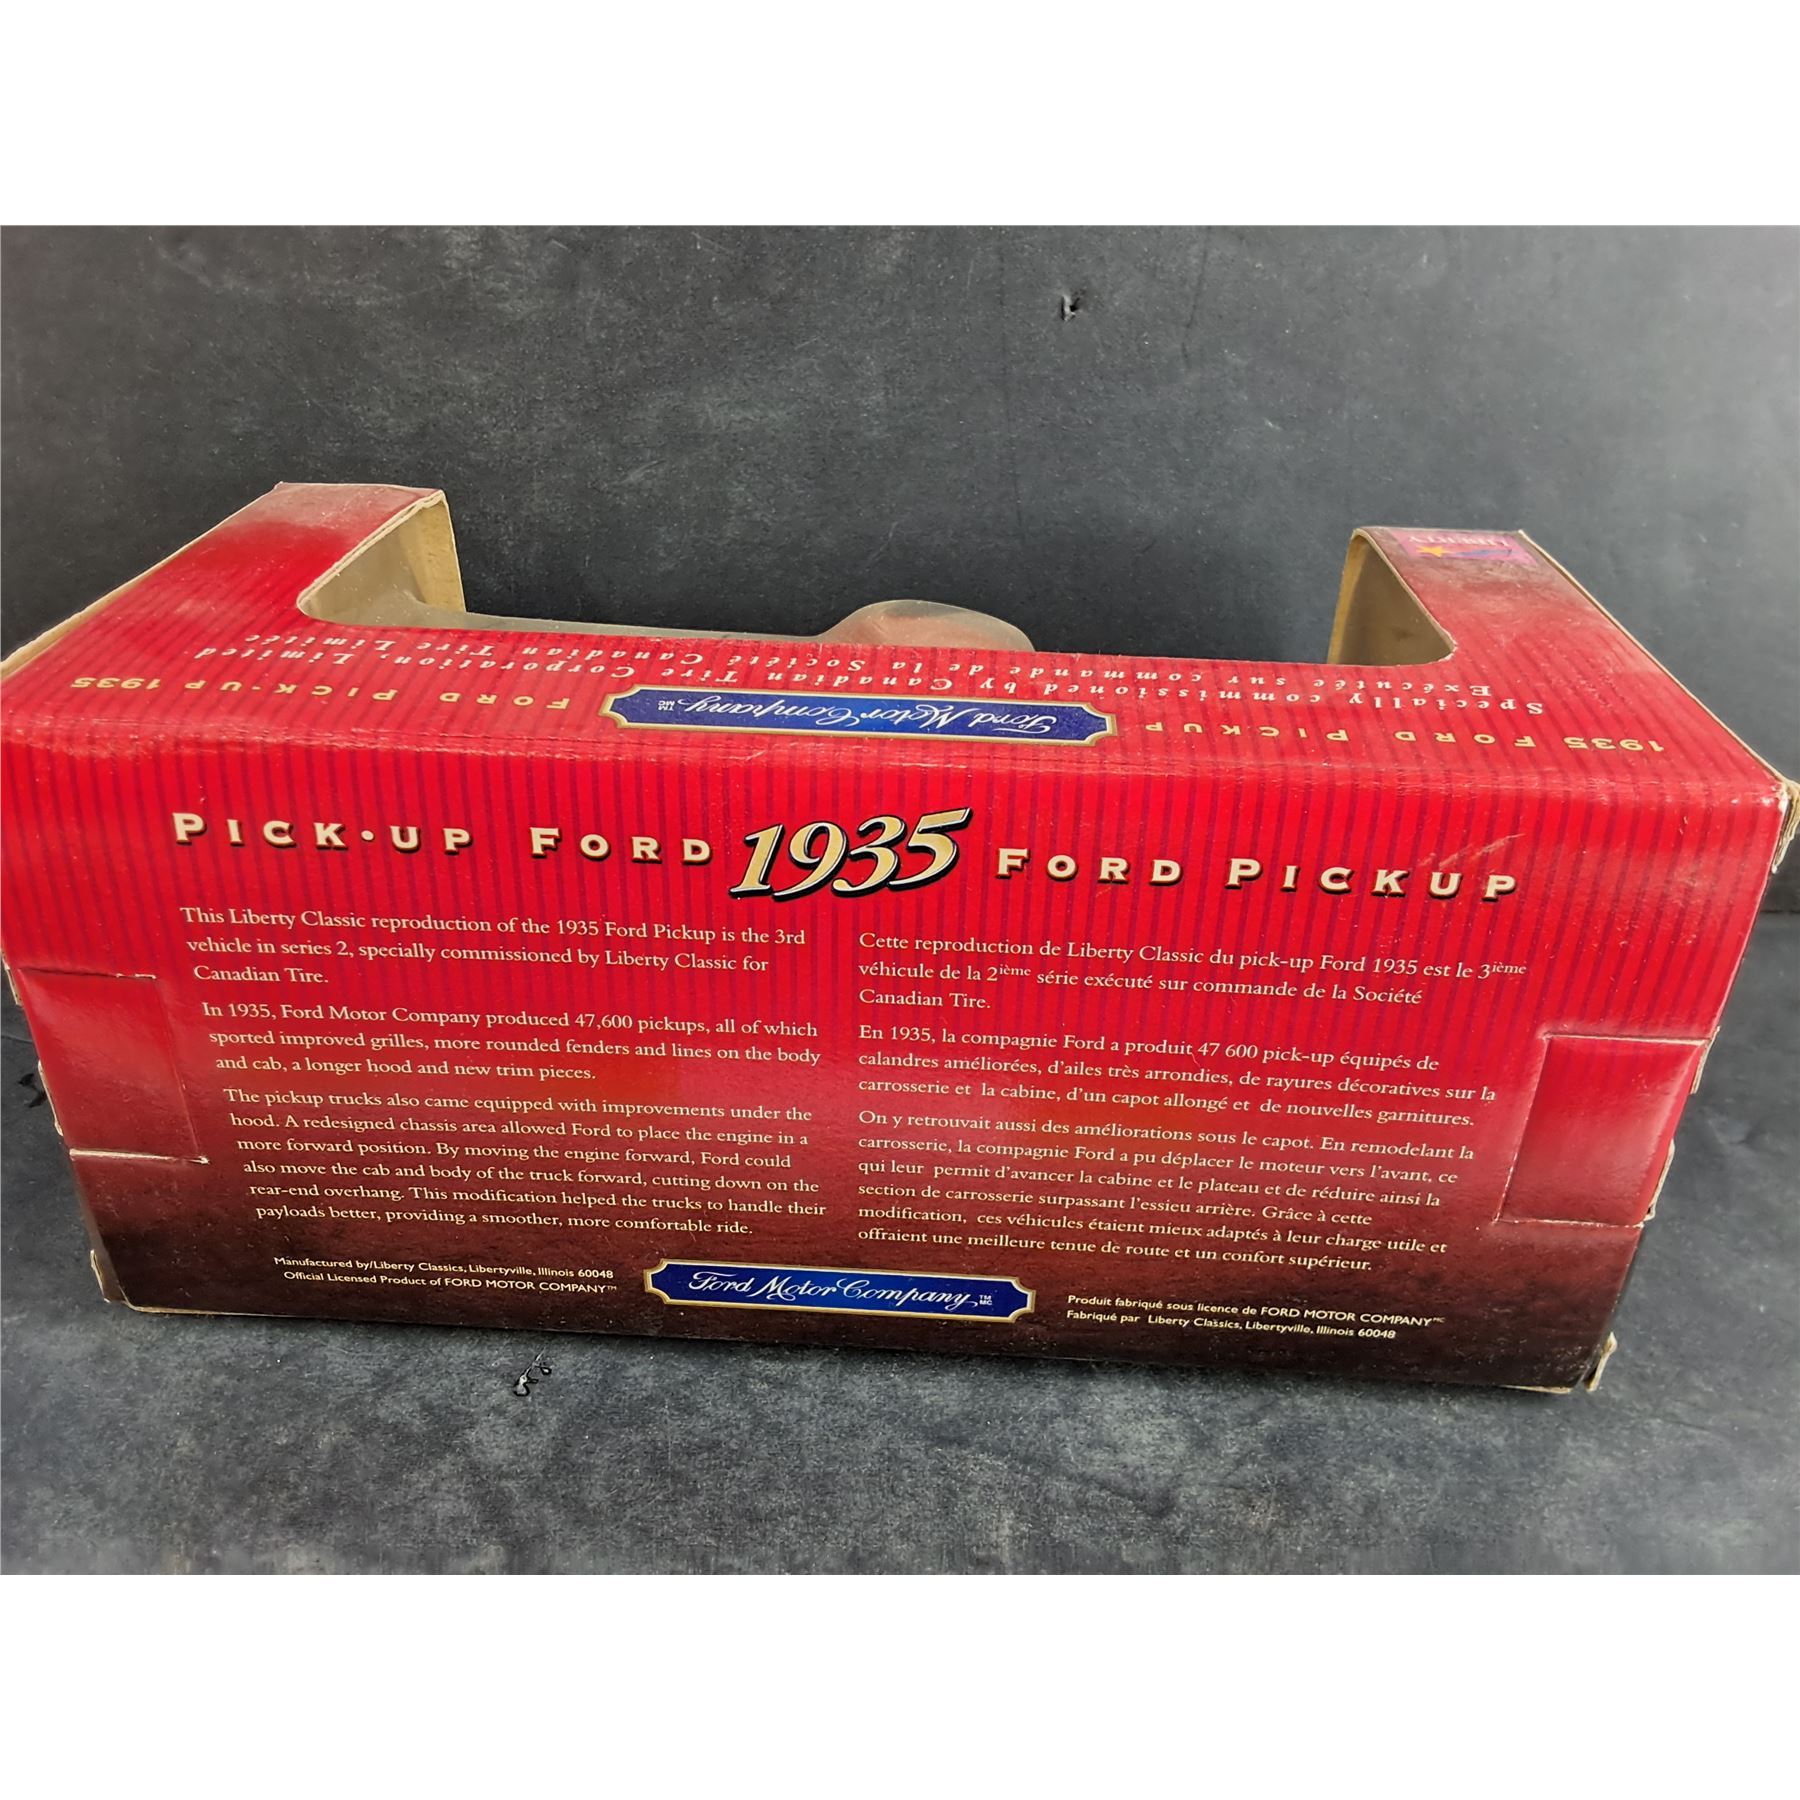 LIBERTY
Specially commissioned by Canadian Tire Corporation, Limited
Exécutée sur commande de la Société Canadian Tire Limitée
1935 FORD PICKUP
Ford Motor Company TM MC
FORD PICK-UP 1935
PICK•UP FORD 1935 FORD PICKUP
This Liberty Classic reproduction of the 1935 Ford Pickup is the 3rd
vehicle in series 2, specially commissioned by Liberty Classic for
Canadian Tire.
In 1935, Ford Motor Company produced 47,600 pickups, all of which
sported improved grilles, more rounded fenders and lines on the body
and cab, a longer hood and new trim pieces.
The pickup trucks also came equipped with improvements under the
hood. A redesigned chassis area allowed Ford to place the engine in a
more forward position. By moving the engine forward, Ford could
also move the cab and body of the truck forward, cutting down on the
rear-end overhang. This modification helped the trucks to handle their
payloads better, providing a smoother, more comfortable ride.
Manufactured by/Liberty Classics, Libertyville, Illinois 60048
Official Licensed Product of FORD MOTOR COMPANY™
Cette reproduction de Liberty Classic du pick-up Ford 1935 est le 3ième
véhicule de la 2ième série exécuté sur commande de la Société
Canadian Tire.
En 1935, la compagnie Ford a produit 47 600 pick-up équipés de
calandres améliorées, d'ailes très arrondies, de rayures décoratives sur la
carrosserie et la cabine, d'un capot allongé et de nouvelles garnitures.
On y retrouvait aussi des améliorations sous le capot. En remodelant la
carrosserie, la compagnie Ford a pu déplacer le moteur vers l'avant, ce
qui leur permit d'avancer la cabine et le plateau et de réduire ainsi la
section de carrosserie surpassant l'essieu arrière. Grâce à cette
modification, ces véhicules étaient mieux adaptés à leur charge utile et
offraient une meilleure tenue de route et un confort supérieur.
Ford Motor Company TM MC
Produit fabriqué sous licence de FORD MOTOR COMPANY MC
Fabriqué par Liberty Classics, Libertyville, Illinois 60048